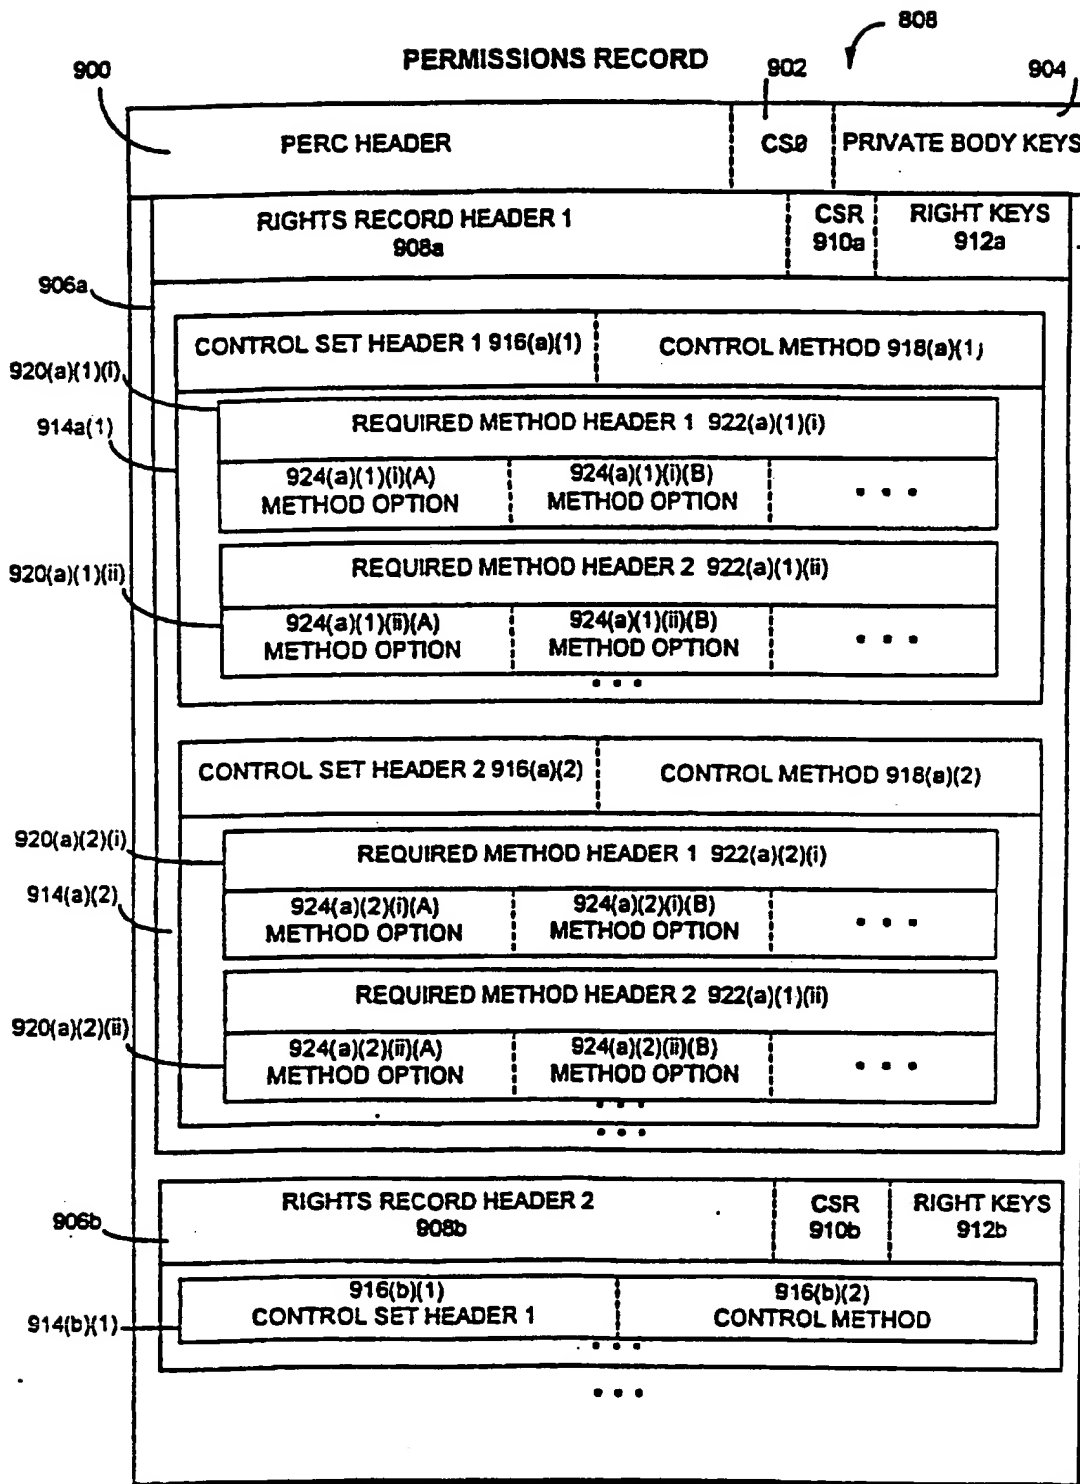 808
PERMISSIONS RECORD
900
902
904
PERC HEADER
CS0
PRIVATE BODY KEYS
RIGHTS RECORD HEADER 1
908a
CSR
910a
RIGHT KEYS
912a
906a
CONTROL SET HEADER 1 916(a)(1)
CONTROL METHOD 918(a)(1)
920(a)(1)(i)
REQUIRED METHOD HEADER 1 922(a)(1)(i)
914a(1)
924(a)(1)(i)(A)
METHOD OPTION
924(a)(1)(i)(B)
METHOD OPTION
• • •
REQUIRED METHOD HEADER 2 922(a)(1)(ii)
920(a)(1)(ii)
924(a)(1)(ii)(A)
METHOD OPTION
924(a)(1)(ii)(B)
METHOD OPTION
• • •
• • •
CONTROL SET HEADER 2 916(a)(2)
CONTROL METHOD 918(a)(2)
920(a)(2)(i)
REQUIRED METHOD HEADER 1 922(a)(2)(i)
914(a)(2)
924(a)(2)(i)(A)
METHOD OPTION
924(a)(2)(i)(B)
METHOD OPTION
• • •
REQUIRED METHOD HEADER 2 922(a)(1)(ii)
920(a)(2)(ii)
924(a)(2)(ii)(A)
METHOD OPTION
924(a)(2)(ii)(B)
METHOD OPTION
• • •
• • •
• • •
906b
RIGHTS RECORD HEADER 2
908b
CSR
910b
RIGHT KEYS
912b
914(b)(1)
916(b)(1)
CONTROL SET HEADER 1
916(b)(2)
CONTROL METHOD
• • •
• • •